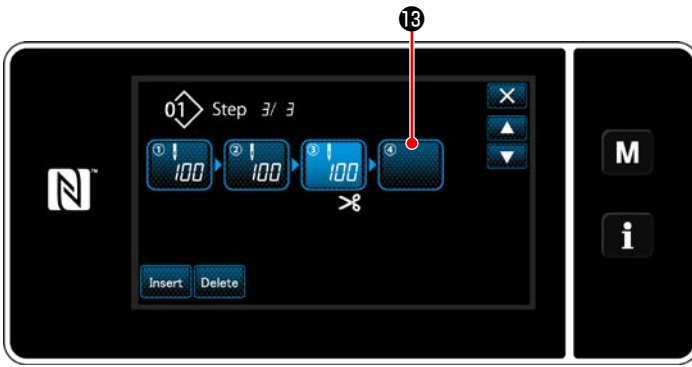 ⓭
01 Step 3/ 3
① 100 ② 100 ③ 100 ④
M
i
Insert Delete